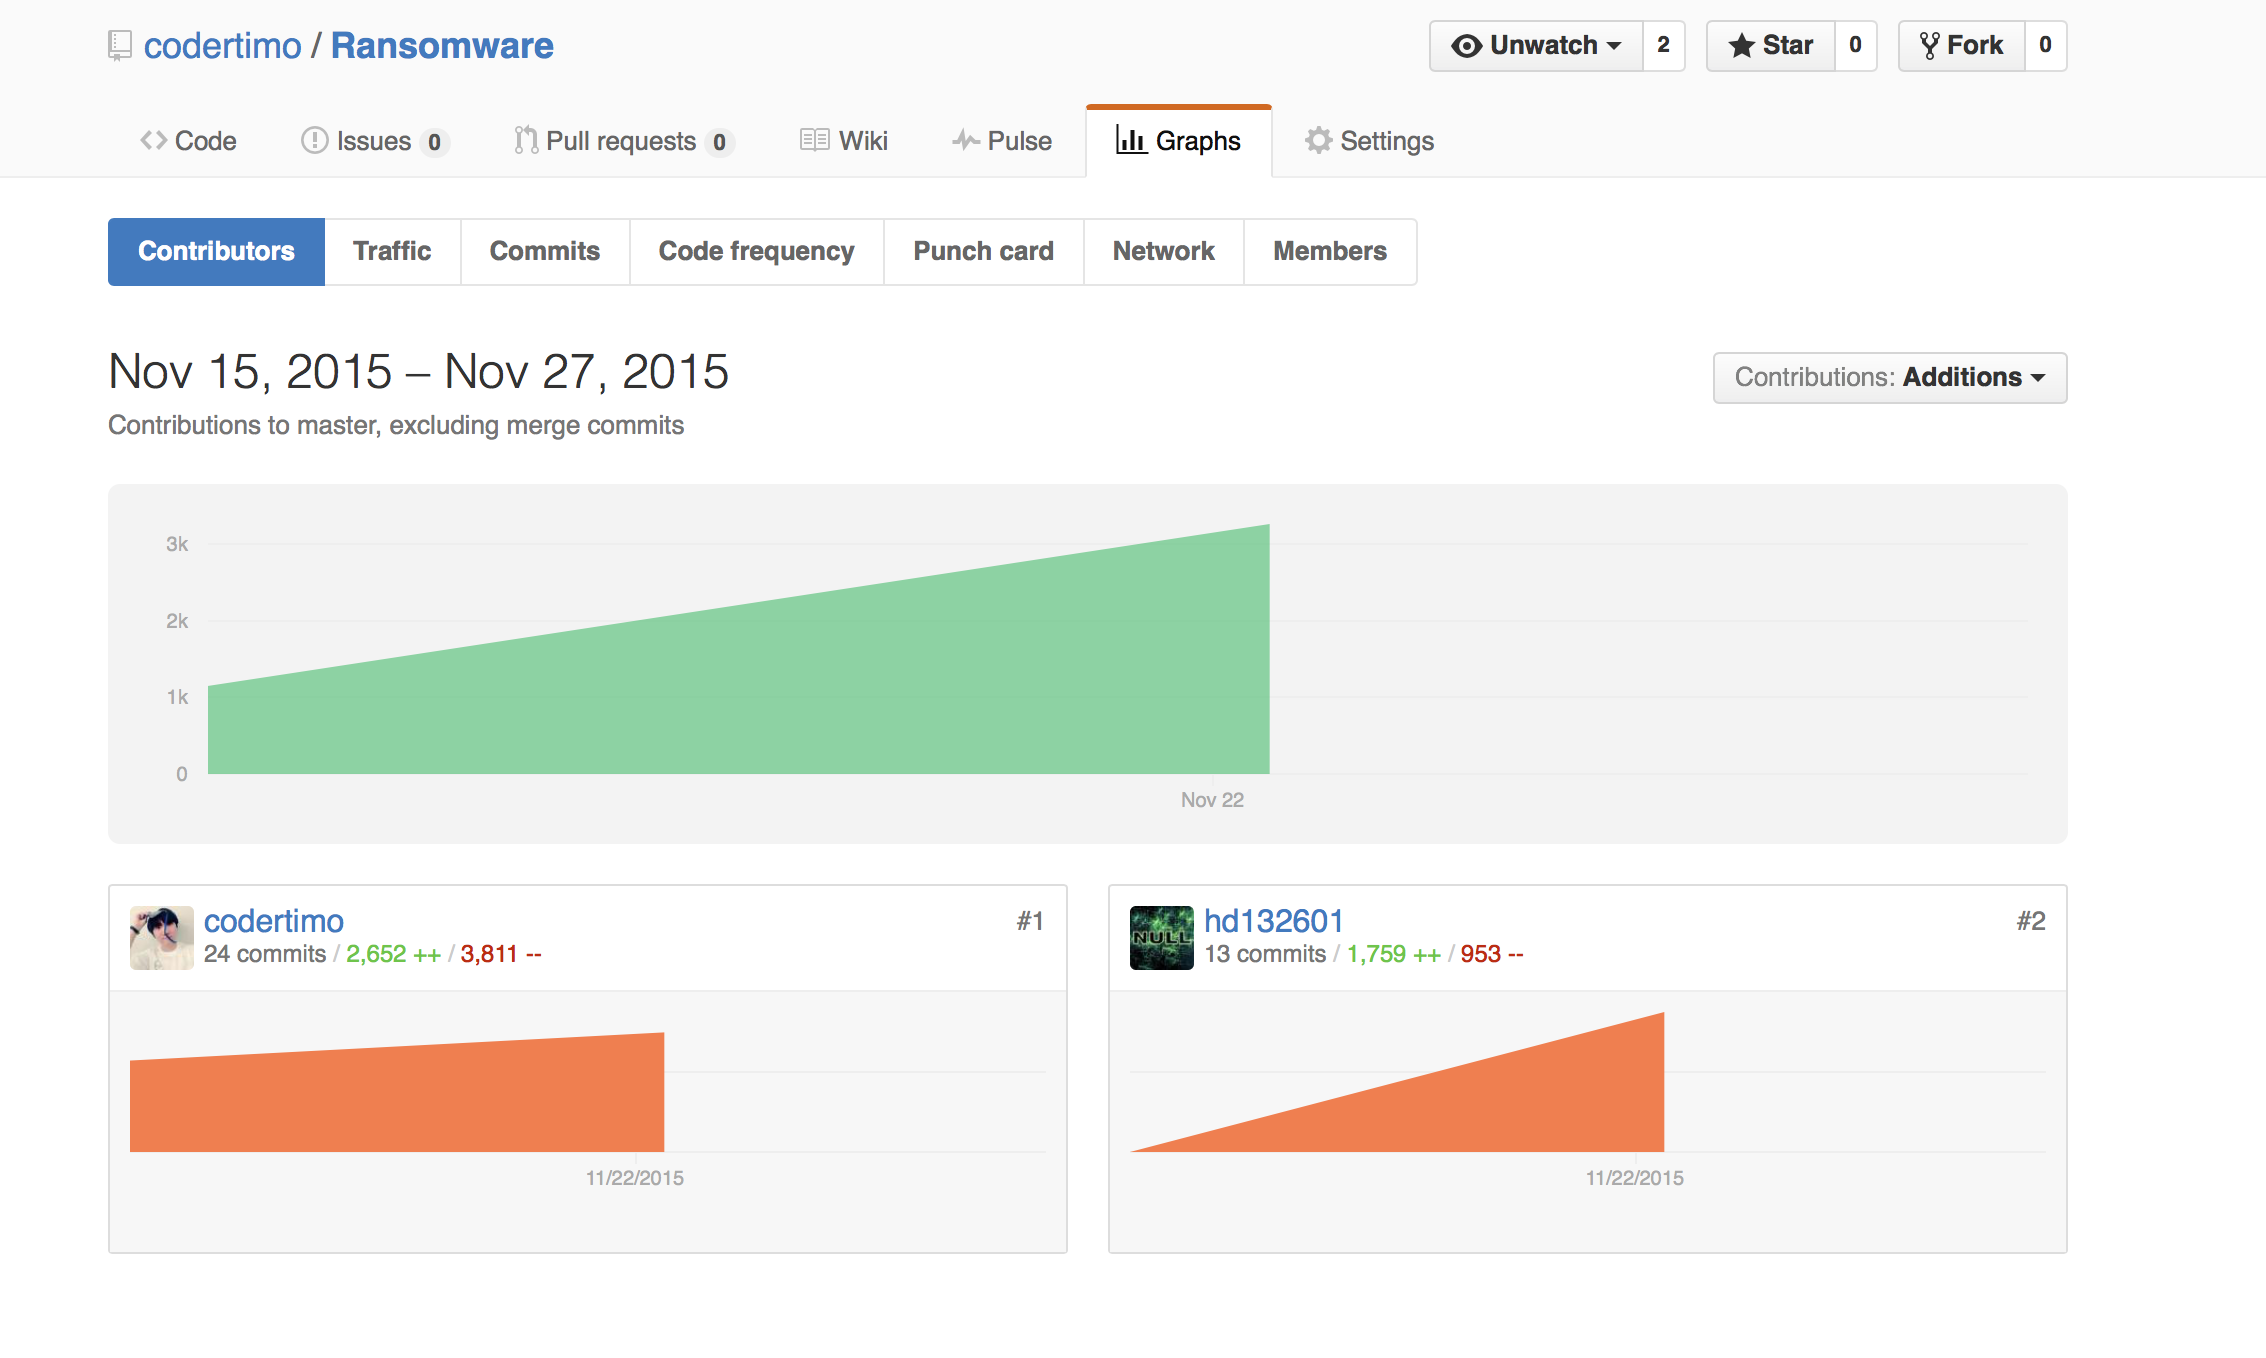 codertimo / Ransomware
Unwatch 2 Star 0 Fork 0
Code Issues 0 Pull requests 0 Wiki Pulse Graphs Settings
Contributors Traffic Commits Code frequency Punch card Network Members
Nov 15, 2015 – Nov 27, 2015
Contributions: Additions
Contributions to master, excluding merge commits
3k
2k
1k
0
Nov 22
codertimo #1
24 commits / 2,652 ++ / 3,811 --
11/22/2015
NULL
hd132601 #2
13 commits / 1,759 ++ / 953 --
11/22/2015